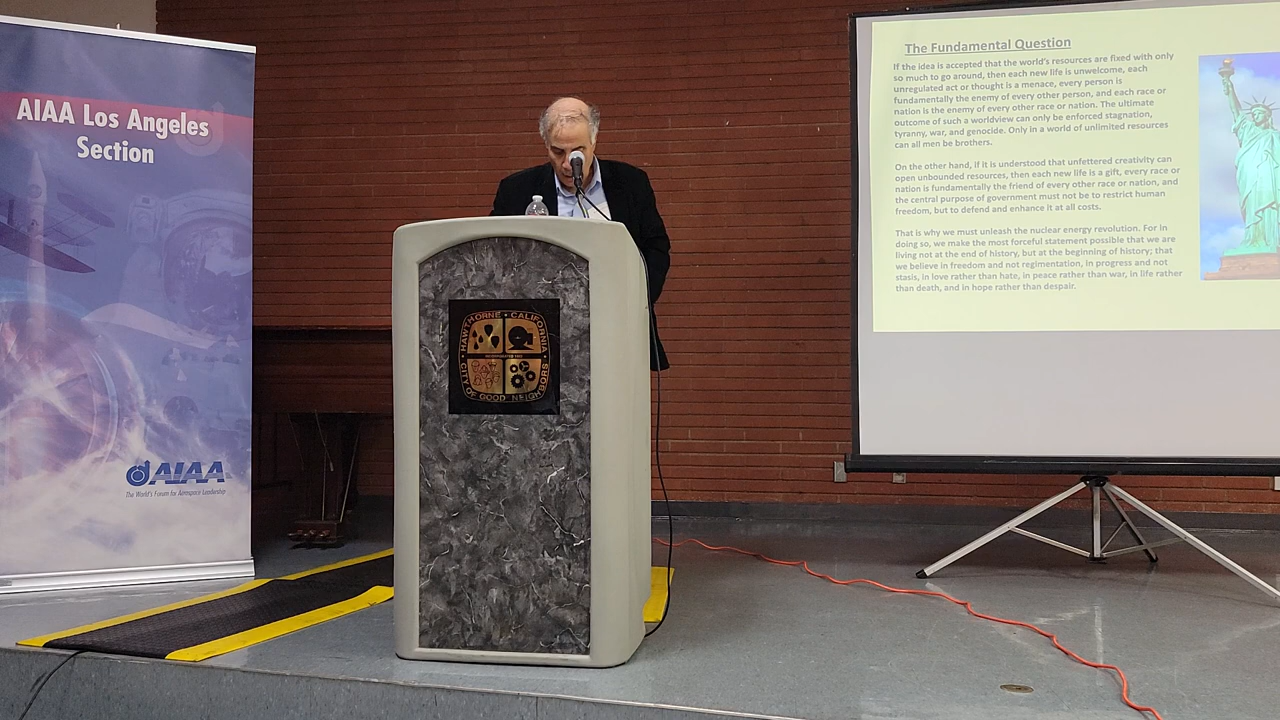 AIAA Los Angeles
Section
AIAA
The World's Forum for Aerospace Leadership
HAWTHORNE • CALIFORNIA
INCORPORATED 1922
CITY OF GOOD NEIGHBORS
The Fundamental Question
If the idea is accepted that the world's resources are fixed with only
so much to go around, then each new life is unwelcome, each
unregulated act or thought is a menace, every person is
fundamentally the enemy of every other person, and each race or
nation is the enemy of every other race or nation. The ultimate
outcome of such a worldview can only be enforced stagnation,
tyranny, war, and genocide. Only in a world of unlimited resources
can all men be brothers.
On the other hand, if it is understood that unfettered creativity can
open unbounded resources, then each new life is a gift, every race or
nation is fundamentally the friend of every other race or nation, and
the central purpose of government must not be to restrict human
freedom, but to defend and enhance it at all costs.
That is why we must unleash the nuclear energy revolution. For in
doing so, we make the most forceful statement possible that we are
living not at the end of history, but at the beginning of history; that
we believe in freedom and not regimentation, in progress and not
stasis, in love rather than hate, in peace rather than war, in life rather
than death, and in hope rather than despair.